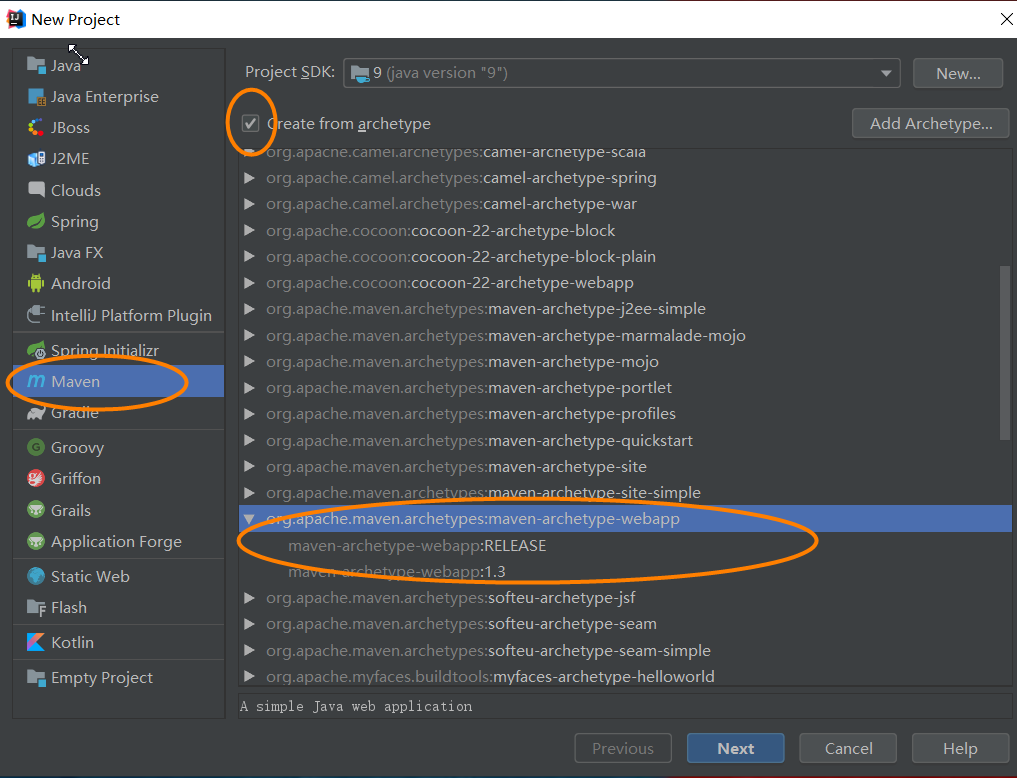 New Project
Java
Java Enterprise
JBoss
J2ME
Clouds
Spring
Java FX
Android
IntelliJ Platform Plugin
Spring Initializr
Maven
Gradle
Groovy
Griffon
Grails
Application Forge
Static Web
Flash
Kotlin
Empty Project
Project SDK: 9 (java version "9") New...
Create from archetype Add Archetype...
org.apache.camel.archetypes:camel-archetype-scala
org.apache.camel.archetypes:camel-archetype-spring
org.apache.camel.archetypes:camel-archetype-war
org.apache.cocoon:cocoon-22-archetype-block
org.apache.cocoon:cocoon-22-archetype-block-plain
org.apache.cocoon:cocoon-22-archetype-webapp
org.apache.maven.archetypes:maven-archetype-j2ee-simple
org.apache.maven.archetypes:maven-archetype-marmalade-mojo
org.apache.maven.archetypes:maven-archetype-mojo
org.apache.maven.archetypes:maven-archetype-portlet
org.apache.maven.archetypes:maven-archetype-profiles
org.apache.maven.archetypes:maven-archetype-quickstart
org.apache.maven.archetypes:maven-archetype-site
org.apache.maven.archetypes:maven-archetype-site-simple
org.apache.maven.archetypes:maven-archetype-webapp
maven-archetype-webapp:RELEASE
maven-archetype-webapp:1.3
org.apache.maven.archetypes:softeu-archetype-jsf
org.apache.maven.archetypes:softeu-archetype-seam
org.apache.maven.archetypes:softeu-archetype-seam-simple
org.apache.myfaces.buildtools:myfaces-archetype-helloworld
A simple Java web application
Previous Next Cancel Help